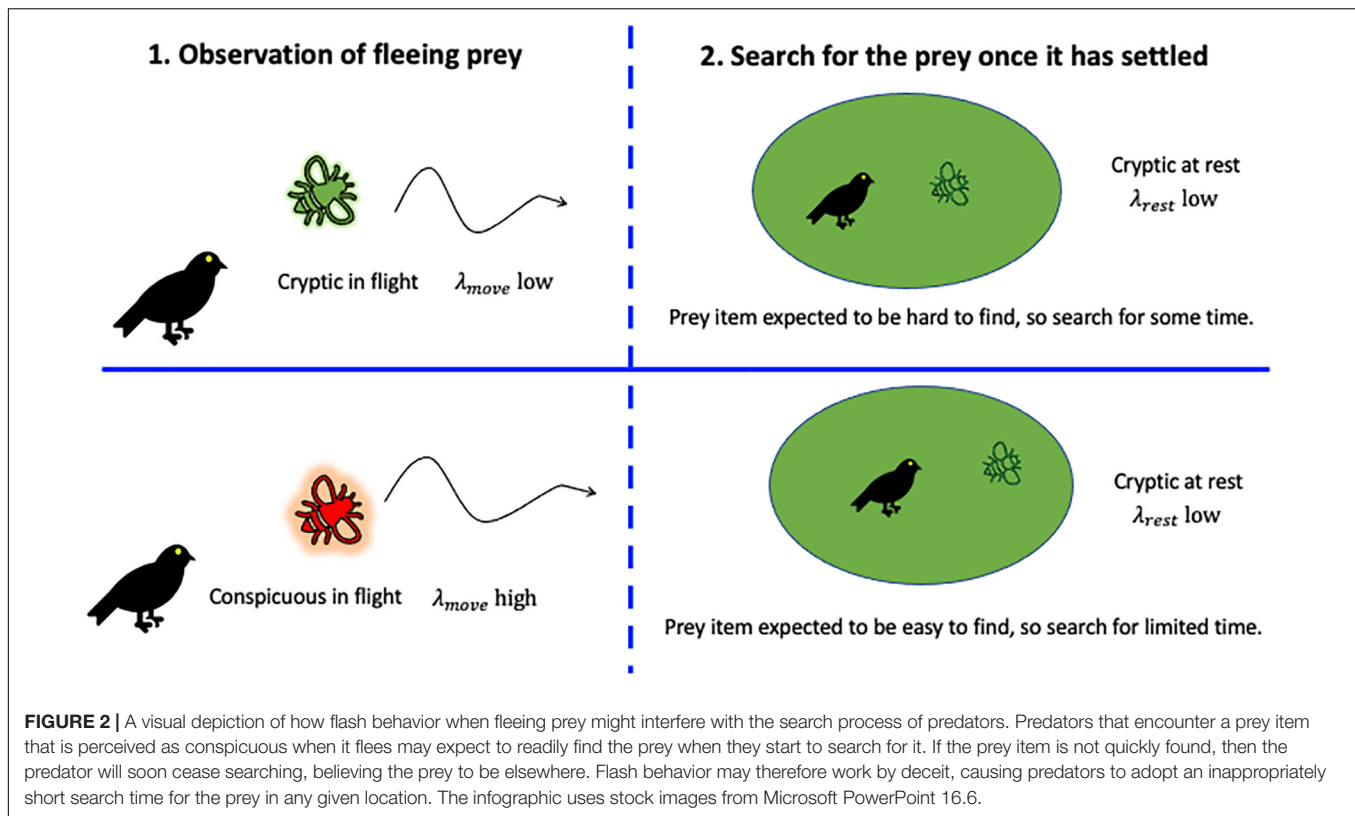 1. Observation of fleeing prey
2. Search for the prey once it has settled
Cryptic in flight λmove low
Cryptic at rest
λrest low
Prey item expected to be hard to find, so search for some time.
Conspicuous in flight λmove high
Cryptic at rest
λrest low
Prey item expected to be easy to find, so search for limited time.
FIGURE 2 | A visual depiction of how flash behavior when fleeing prey might interfere with the search process of predators. Predators that encounter a prey item
that is perceived as conspicuous when it flees may expect to readily find the prey when they start to search for it. If the prey item is not quickly found, then the
predator will soon cease searching, believing the prey to be elsewhere. Flash behavior may therefore work by deceit, causing predators to adopt an inappropriately
short search time for the prey in any given location. The infographic uses stock images from Microsoft PowerPoint 16.6.